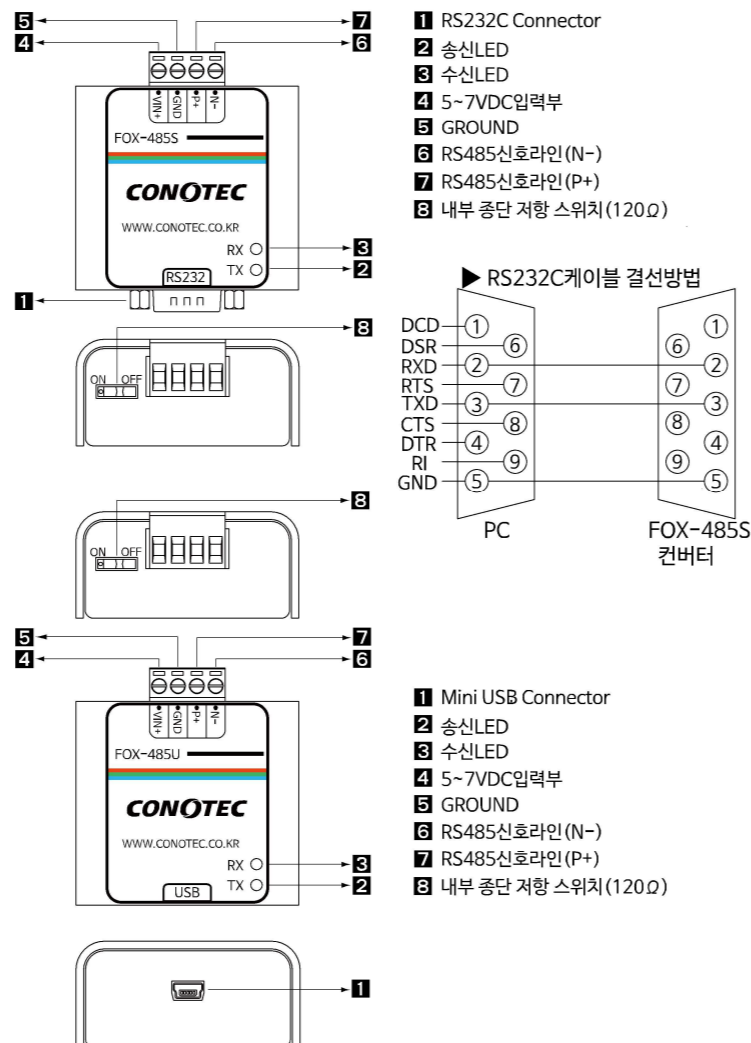 5
4
7
6
VIN+
GND
P+
N-
FOX-485S
CONOTEC
WWW.CONOTEC.CO.KR
RX
TX
3
2
RS232
1
1 RS232C Connector
2 송신LED
3 수신LED
4 5~7VDC입력부
5 GROUND
6 RS485신호라인(N-)
7 RS485신호라인(P+)
8 내부 종단 저항 스위치(120Ω)
8
ON OFF
▶ RS232C케이블 결선방법
DCD 1 1
DSR 6 6
RXD 2 2
RTS 7 7
TXD 3 3
CTS 8 8
DTR 4 4
RI 9 9
GND 5 5
PC
FOX-485S
컨버터
8
ON OFF
5
4
7
6
VIN+
GND
P+
N-
FOX-485U
CONOTEC
WWW.CONOTEC.CO.KR
RX
TX
3
2
USB
1 Mini USB Connector
2 송신LED
3 수신LED
4 5~7VDC입력부
5 GROUND
6 RS485신호라인(N-)
7 RS485신호라인(P+)
8 내부 종단 저항 스위치(120Ω)
1